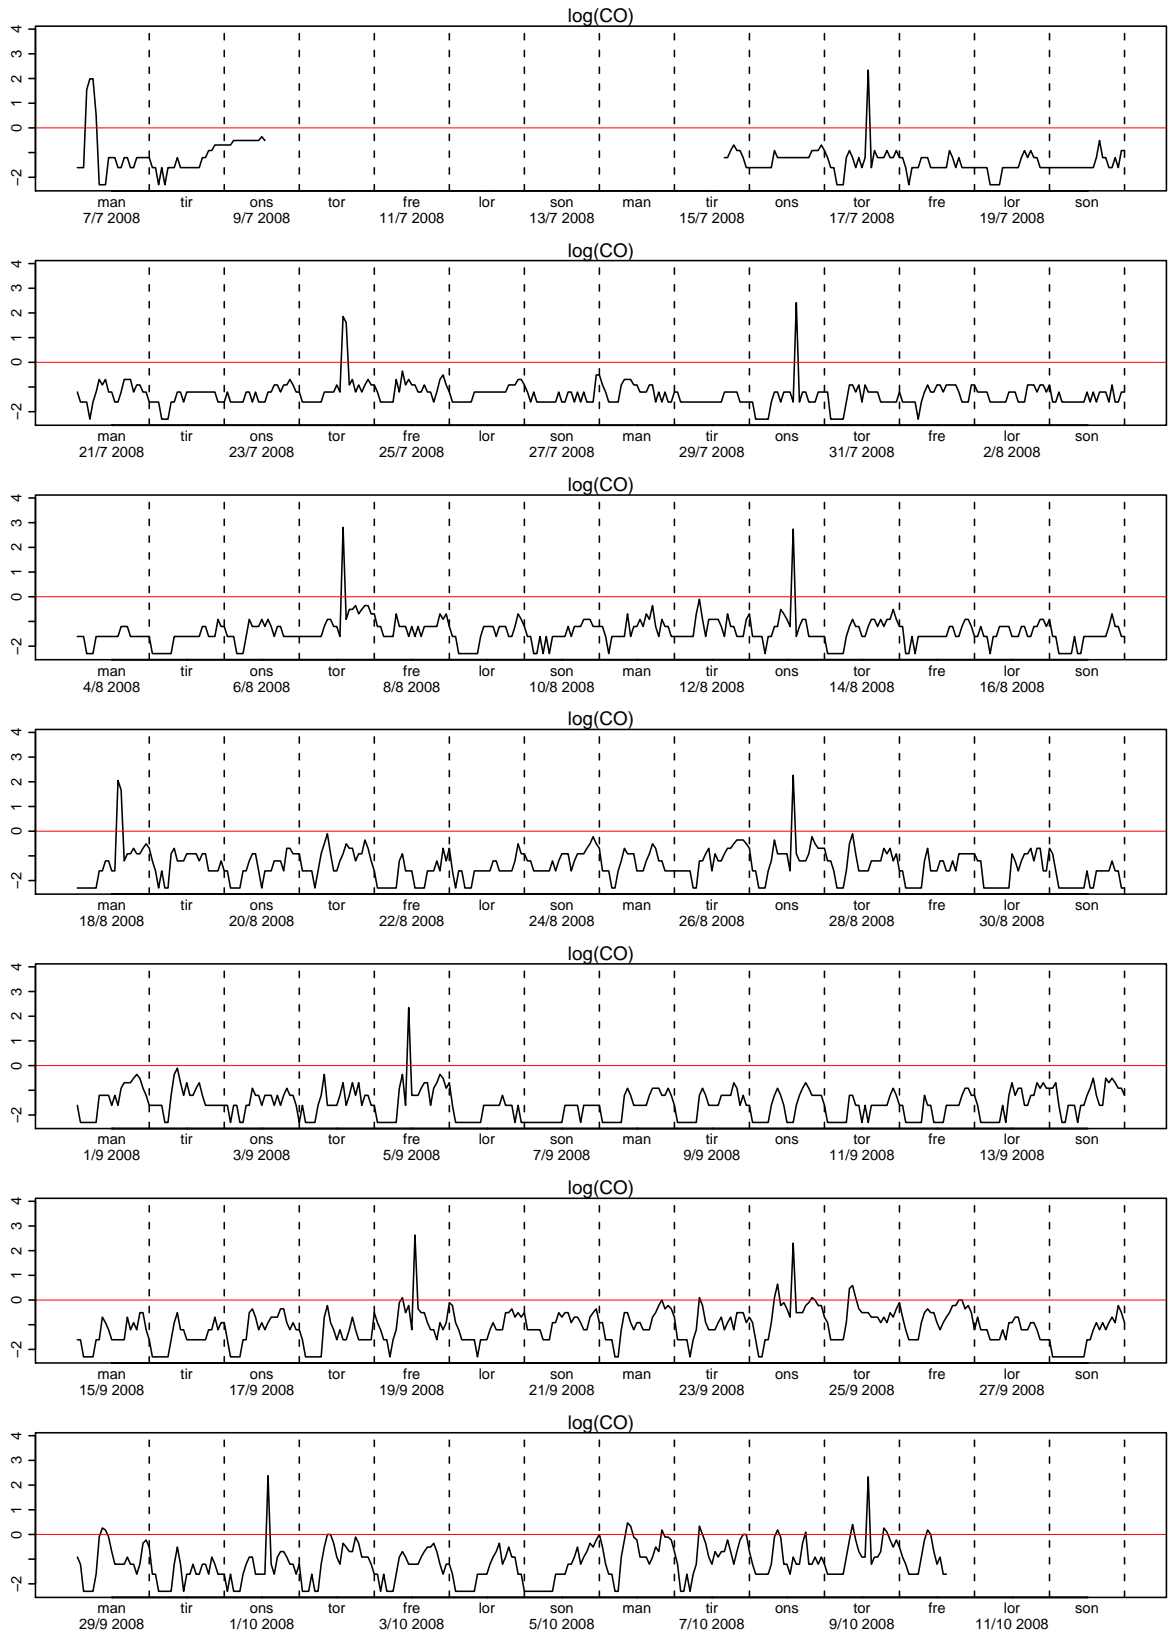 log(CO)
4
3
2
1
0
−2
man tir ons tor fre lor son man tir ons tor fre lor son
7/7 2008 9/7 2008 11/7 2008 13/7 2008 15/7 2008 17/7 2008 19/7 2008
log(CO)
4
3
2
1
0
−2
man tir ons tor fre lor son man tir ons tor fre lor son
21/7 2008 23/7 2008 25/7 2008 27/7 2008 29/7 2008 31/7 2008 2/8 2008
log(CO)
4
3
2
1
0
−2
man tir ons tor fre lor son man tir ons tor fre lor son
4/8 2008 6/8 2008 8/8 2008 10/8 2008 12/8 2008 14/8 2008 16/8 2008
log(CO)
4
3
2
1
0
−2
man tir ons tor fre lor son man tir ons tor fre lor son
18/8 2008 20/8 2008 22/8 2008 24/8 2008 26/8 2008 28/8 2008 30/8 2008
log(CO)
4
3
2
1
0
−2
man tir ons tor fre lor son man tir ons tor fre lor son
1/9 2008 3/9 2008 5/9 2008 7/9 2008 9/9 2008 11/9 2008 13/9 2008
log(CO)
4
3
2
1
0
−2
man tir ons tor fre lor son man tir ons tor fre lor son
15/9 2008 17/9 2008 19/9 2008 21/9 2008 23/9 2008 25/9 2008 27/9 2008
log(CO)
4
3
2
1
0
−2
man tir ons tor fre lor son man tir ons tor fre lor son
29/9 2008 1/10 2008 3/10 2008 5/10 2008 7/10 2008 9/10 2008 11/10 2008